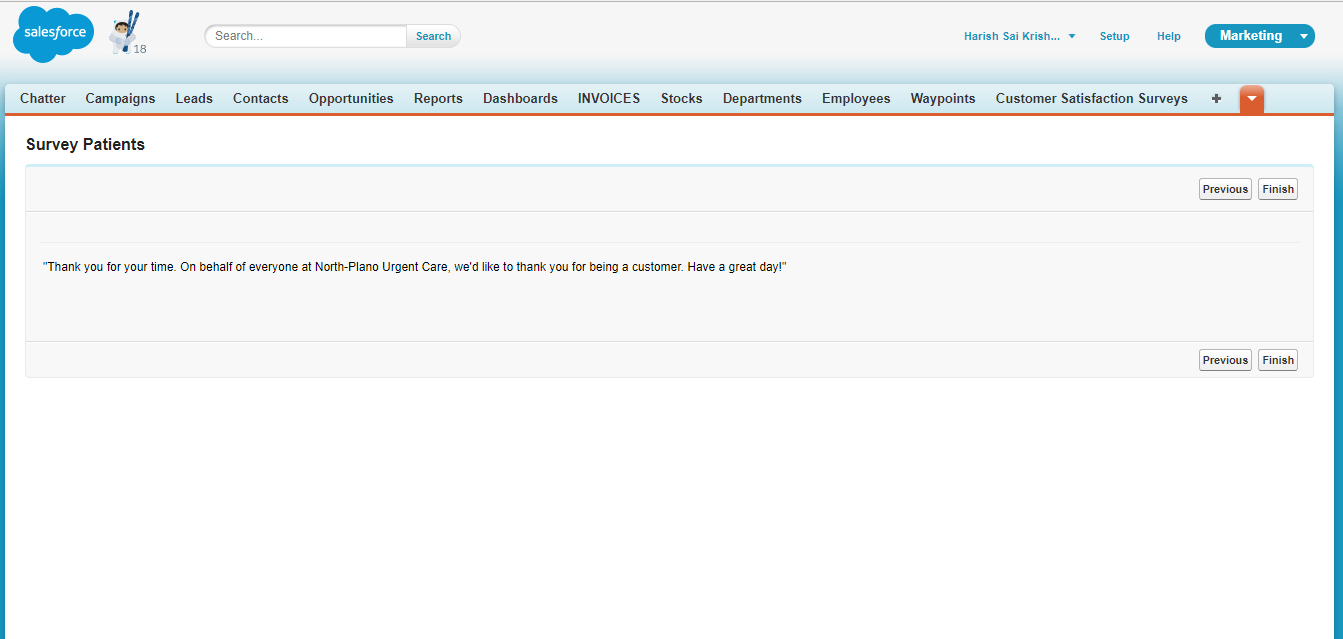 salesforce
18
Search...
Search
Harish Sai Krish...
Setup
Help
Marketing
Chatter Campaigns Leads Contacts Opportunities Reports Dashboards INVOICES Stocks Departments Employees Waypoints Customer Satisfaction Surveys +
Survey Patients
Previous Finish
"Thank you for your time. On behalf of everyone at North-Plano Urgent Care, we'd like to thank you for being a customer. Have a great day!"
Previous Finish